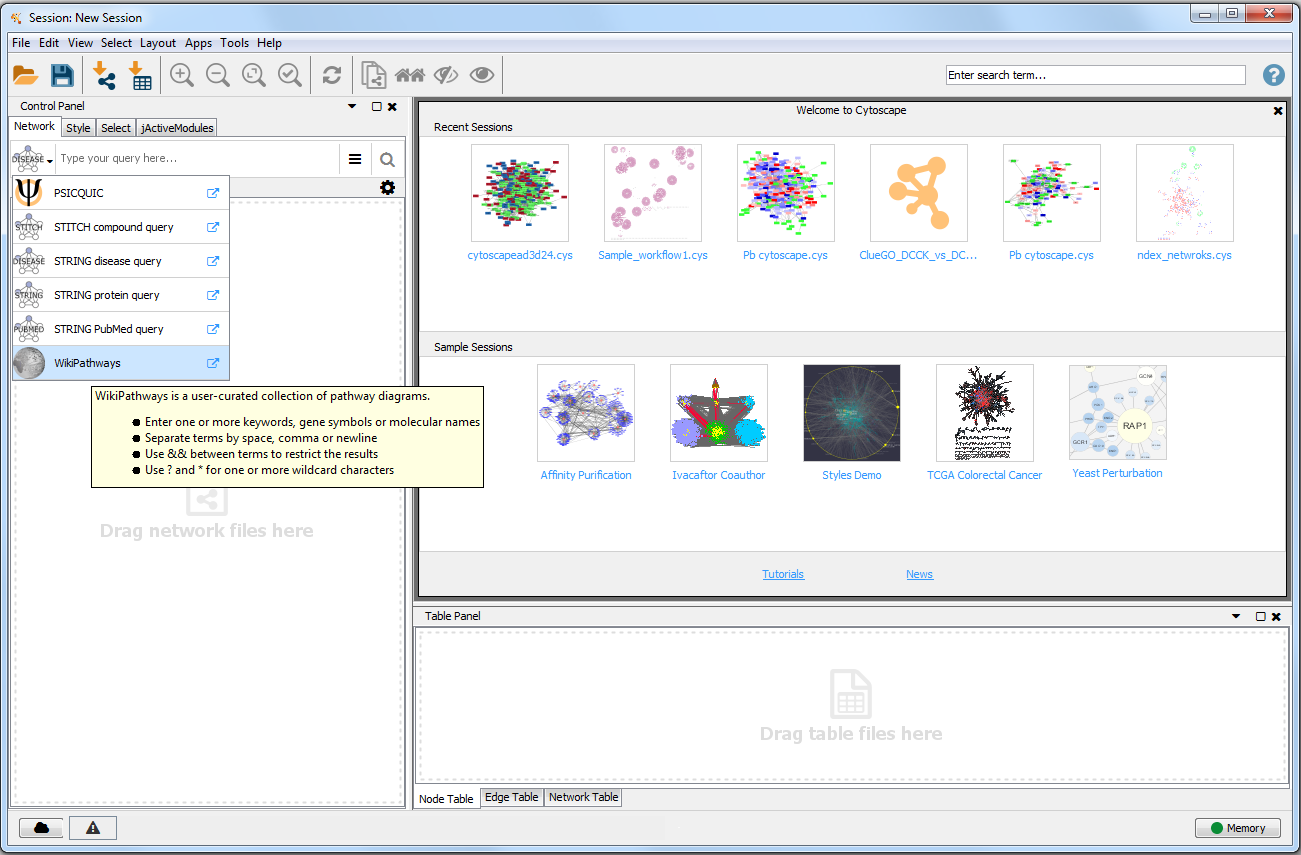 Session: New Session
File Edit View Select Layout Apps Tools Help
Enter search term...
?
Control Panel
Network Style Select jActiveModules
DISEASE Type your query here...
PSICQUIC
STITCH STITCH compound query
DISEASE STRING disease query
STRING STRING protein query
PUBMED STRING PubMed query
WikiPathways
WikiPathways is a user-curated collection of pathway diagrams.
● Enter one or more keywords, gene symbols or molecular names
● Separate terms by space, comma or newline
● Use && between terms to restrict the results
● Use ? and * for one or more wildcard characters
Drag network files here
Welcome to Cytoscape
Recent Sessions
cytoscapead3d24.cys Sample_workflow1.cys Pb cytoscape.cys ClueGO_DCCK_vs_DC... Pb cytoscape.cys ndex_netwroks.cys
Sample Sessions
GCN4
RAP1
GCR1
Affinity Purification Ivacaftor Coauthor Styles Demo TCGA Colorectal Cancer Yeast Perturbation
Tutorials News
Table Panel
Drag table files here
Node Table Edge Table Network Table
Memory